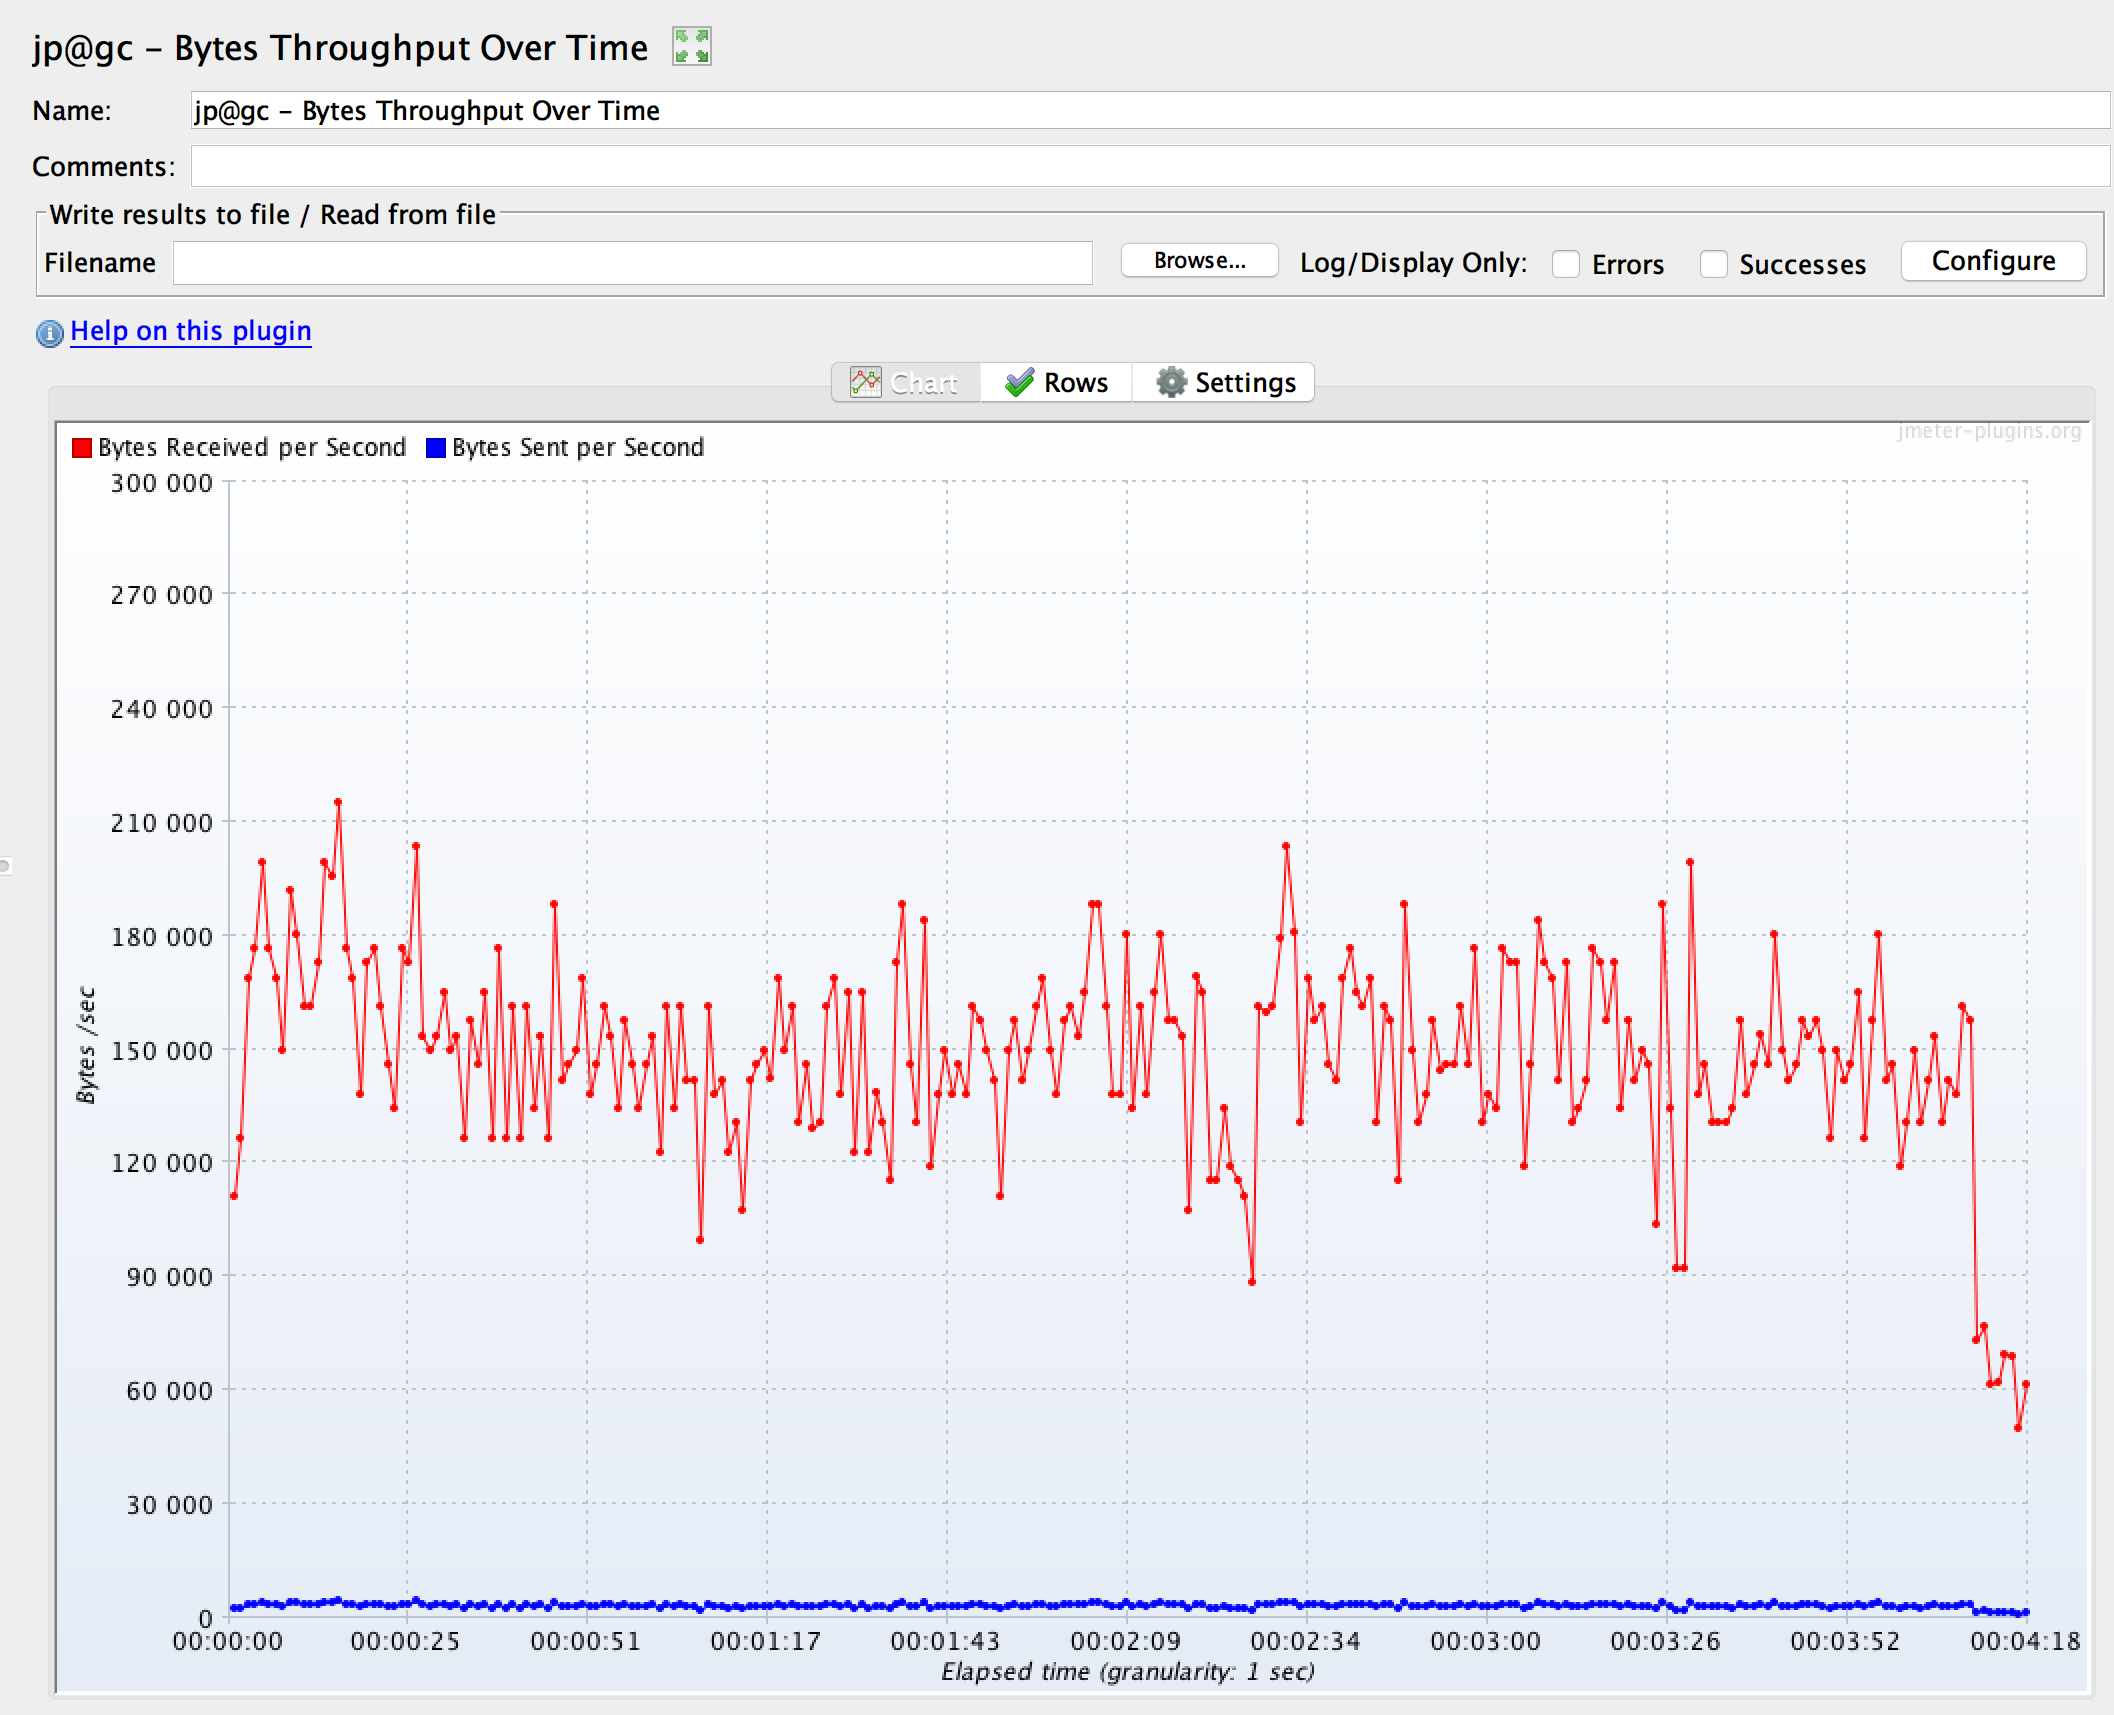 jp@gc - Bytes Throughput Over Time
Name: jp@gc - Bytes Throughput Over Time
Comments:
Write results to file / Read from file
Filename Browse... Log/Display Only: Errors Successes Configure
Help on this plugin
Chart Rows Settings
jmeter-plugins.org
Bytes Received per Second Bytes Sent per Second
300 000
270 000
240 000
210 000
180 000
150 000
120 000
90 000
60 000
30 000
0
Bytes /sec
00:00:00 00:00:25 00:00:51 00:01:17 00:01:43 00:02:09 00:02:34 00:03:00 00:03:26 00:03:52 00:04:18
Elapsed time (granularity: 1 sec)